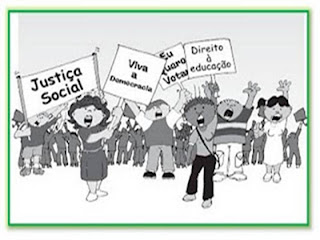 Justiça
Social
Viva
a
Democracia
Eu
Quero
Votar
Direito
à
educação